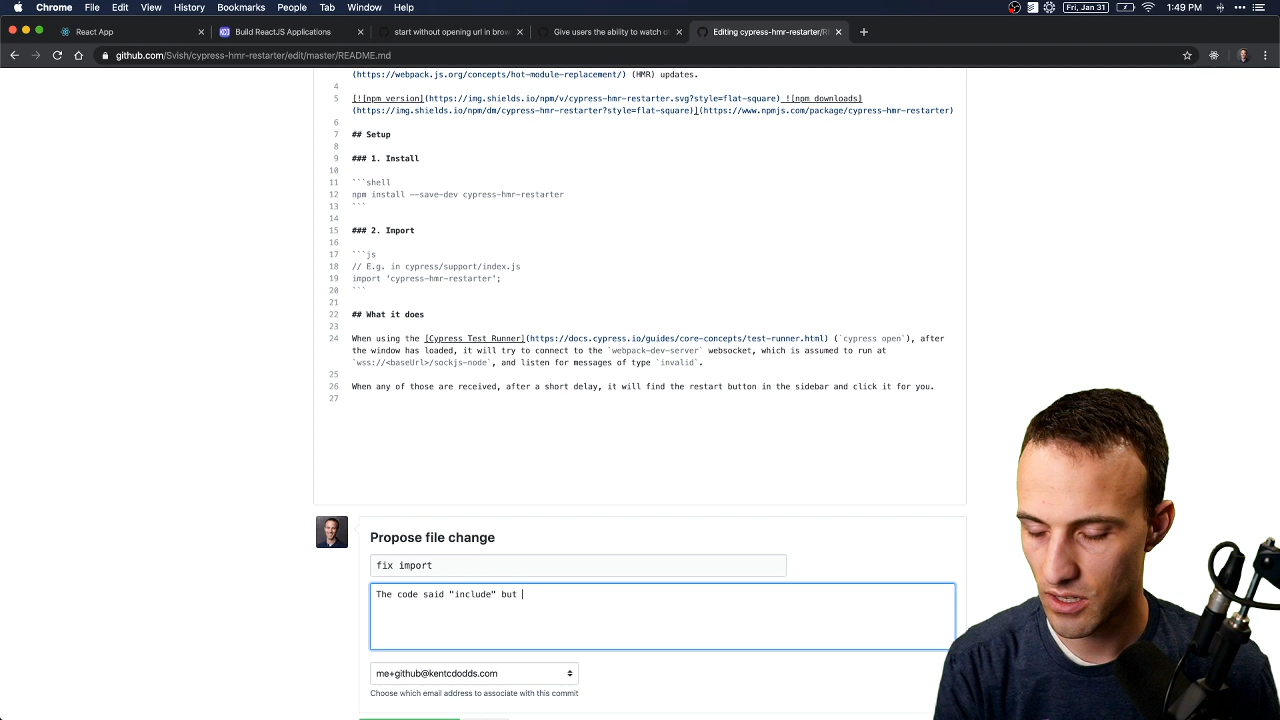 Chrome File Edit View History Bookmarks People Tab Window Help
Fri, Jan 31 1:49 PM
React App
Build ReactJS Applications
start without opening url in brow
Give users the ability to watch ot
Editing cypress-hmr-restarter/RE
github.com/Svish/cypress-hmr-restarter/edit/master/README.md
(https://webpack.js.org/concepts/hot-module-replacement/) (HMR) updates.
4
5 [![npm version](https://img.shields.io/npm/v/cypress-hmr-restarter.svg?style=flat-square) ![npm downloads]
(https://img.shields.io/npm/dm/cypress-hmr-restarter?style=flat-square)](https://www.npmjs.com/package/cypress-hmr-restarter)
6
7 ## Setup
8
9 ### 1. Install
10
11 ```shell
12 npm install --save-dev cypress-hmr-restarter
13 ```
14
15 ### 2. Import
16
17 ```js
18 // E.g. in cypress/support/index.js
19 import 'cypress-hmr-restarter';
20 ```
21
22 ## What it does
23
24 When using the [Cypress Test Runner](https://docs.cypress.io/guides/core-concepts/test-runner.html) (`cypress open`), after
the window has loaded, it will try to connect to the `webpack-dev-server` websocket, which is assumed to run at
`wss://<baseUrl>/sockjs-node`, and listen for messages of type `invalid`.
25
26 When any of those are received, after a short delay, it will find the restart button in the sidebar and click it for you.
27
Propose file change
fix import
The code said "include" but
me+github@kentcdodds.com
Choose which email address to associate with this commit